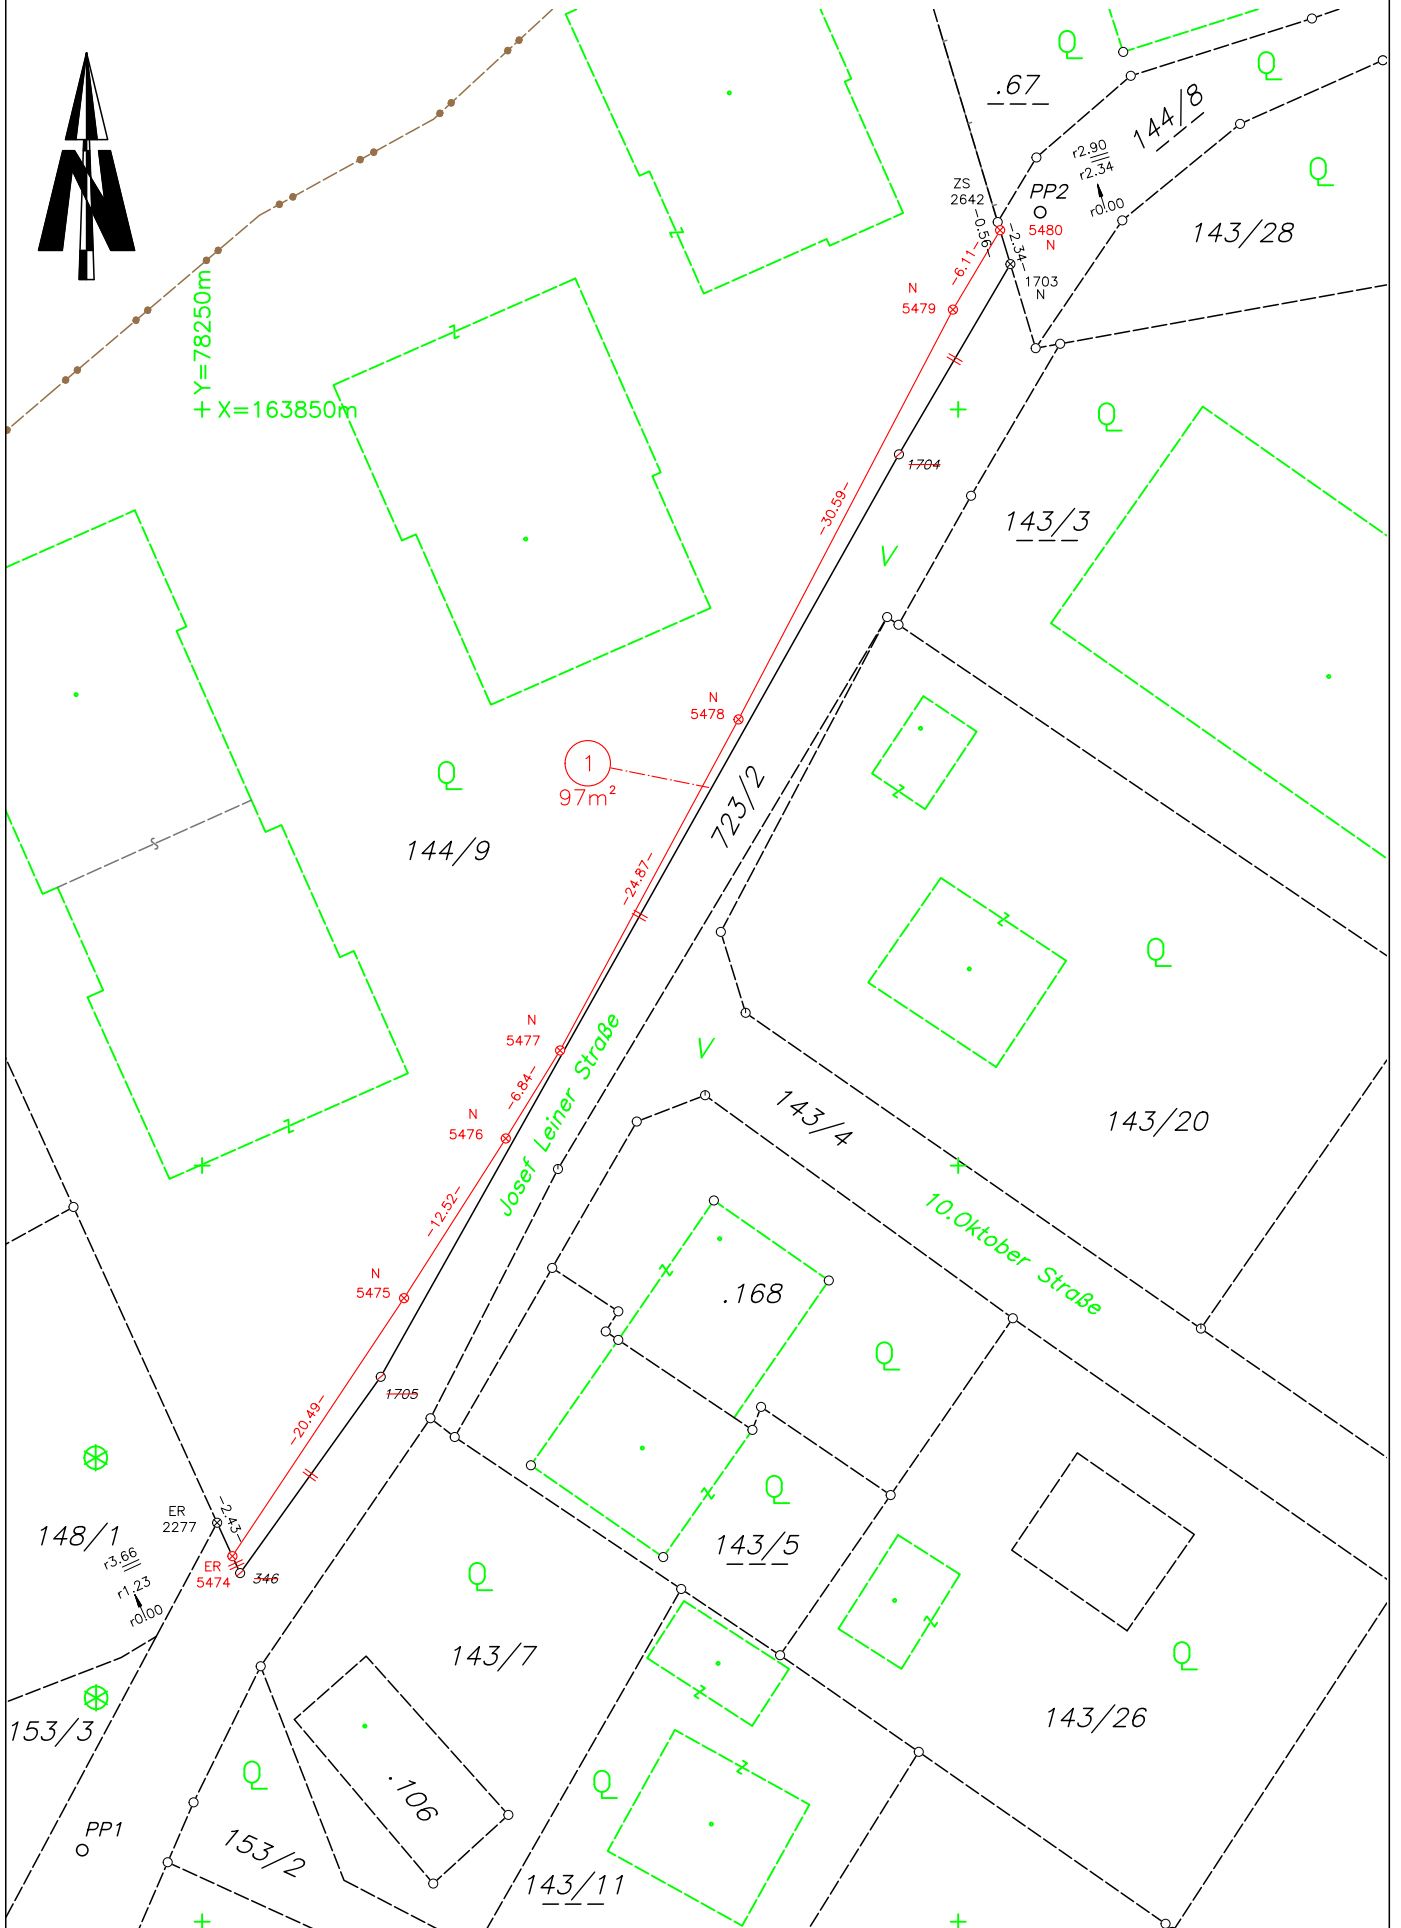 N
.67
144/8
r2.90
r2.34
r0.00
ZS
2642
PP2
5480
N
-0.56-
-2.34-
-6.11-
1703
N
143/28
N
5479
Y=78250m
X=163850m
1704
-30.59-
143/3
V
N
5478
1
97m²
723/2
144/9
-24.87-
N
5477
-6.84-
Josef Leiner Straße
V
N
5476
143/4
143/20
-12.52-
10.Oktober Straße
N
5475
.168
1705
-20.49-
ER
2277
-2.43-
148/1
r3.66
r1.23
r0.00
ER
5474
346
143/5
143/7
143/26
153/3
.106
PP1
153/2
143/11